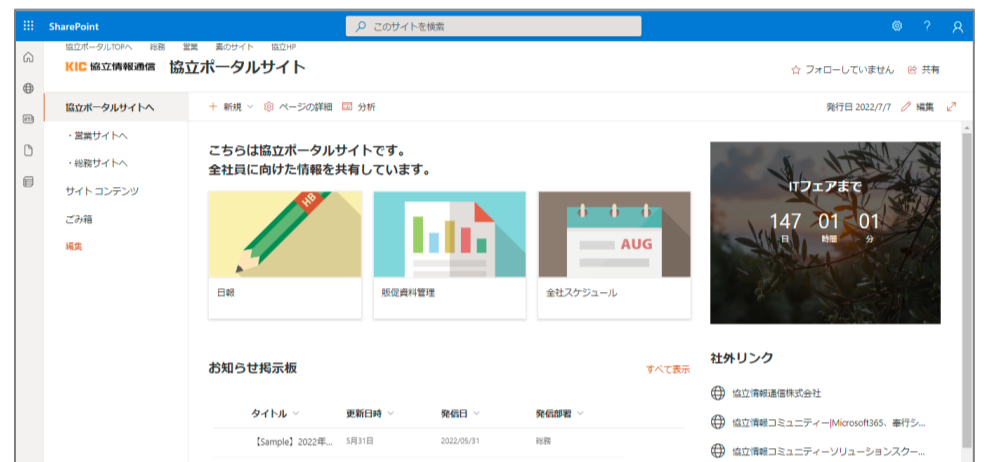 SharePoint
このサイトを検索
?
協立ポータルTOPへ 総務 営業 素のサイト 協立HP
KIC 協立情報通信 協立ポータルサイト
フォローしていません 共有
協立ポータルサイトへ
・営業サイトへ
・総務サイトへ
サイト コンテンツ
ごみ箱
編集
+ 新規 ページの詳細 分析
発行日 2022/7/7 編集
こちらは協立ポータルサイトです。
全社員に向けた情報を共有しています。
HB
日報
販促資料管理
AUG
全社スケジュール
ITフェアまで
147 01 01
日 時間 分
お知らせ掲示板
すべて表示
タイトル 更新日時 発信日 発信部署
【Sample】2022年... 5月31日 2022/05/31 総務
社外リンク
協立情報通信株式会社
協立情報コミュニティー|Microsoft365、奉行シ...
協立情報コミュニティーソリューションスクー...